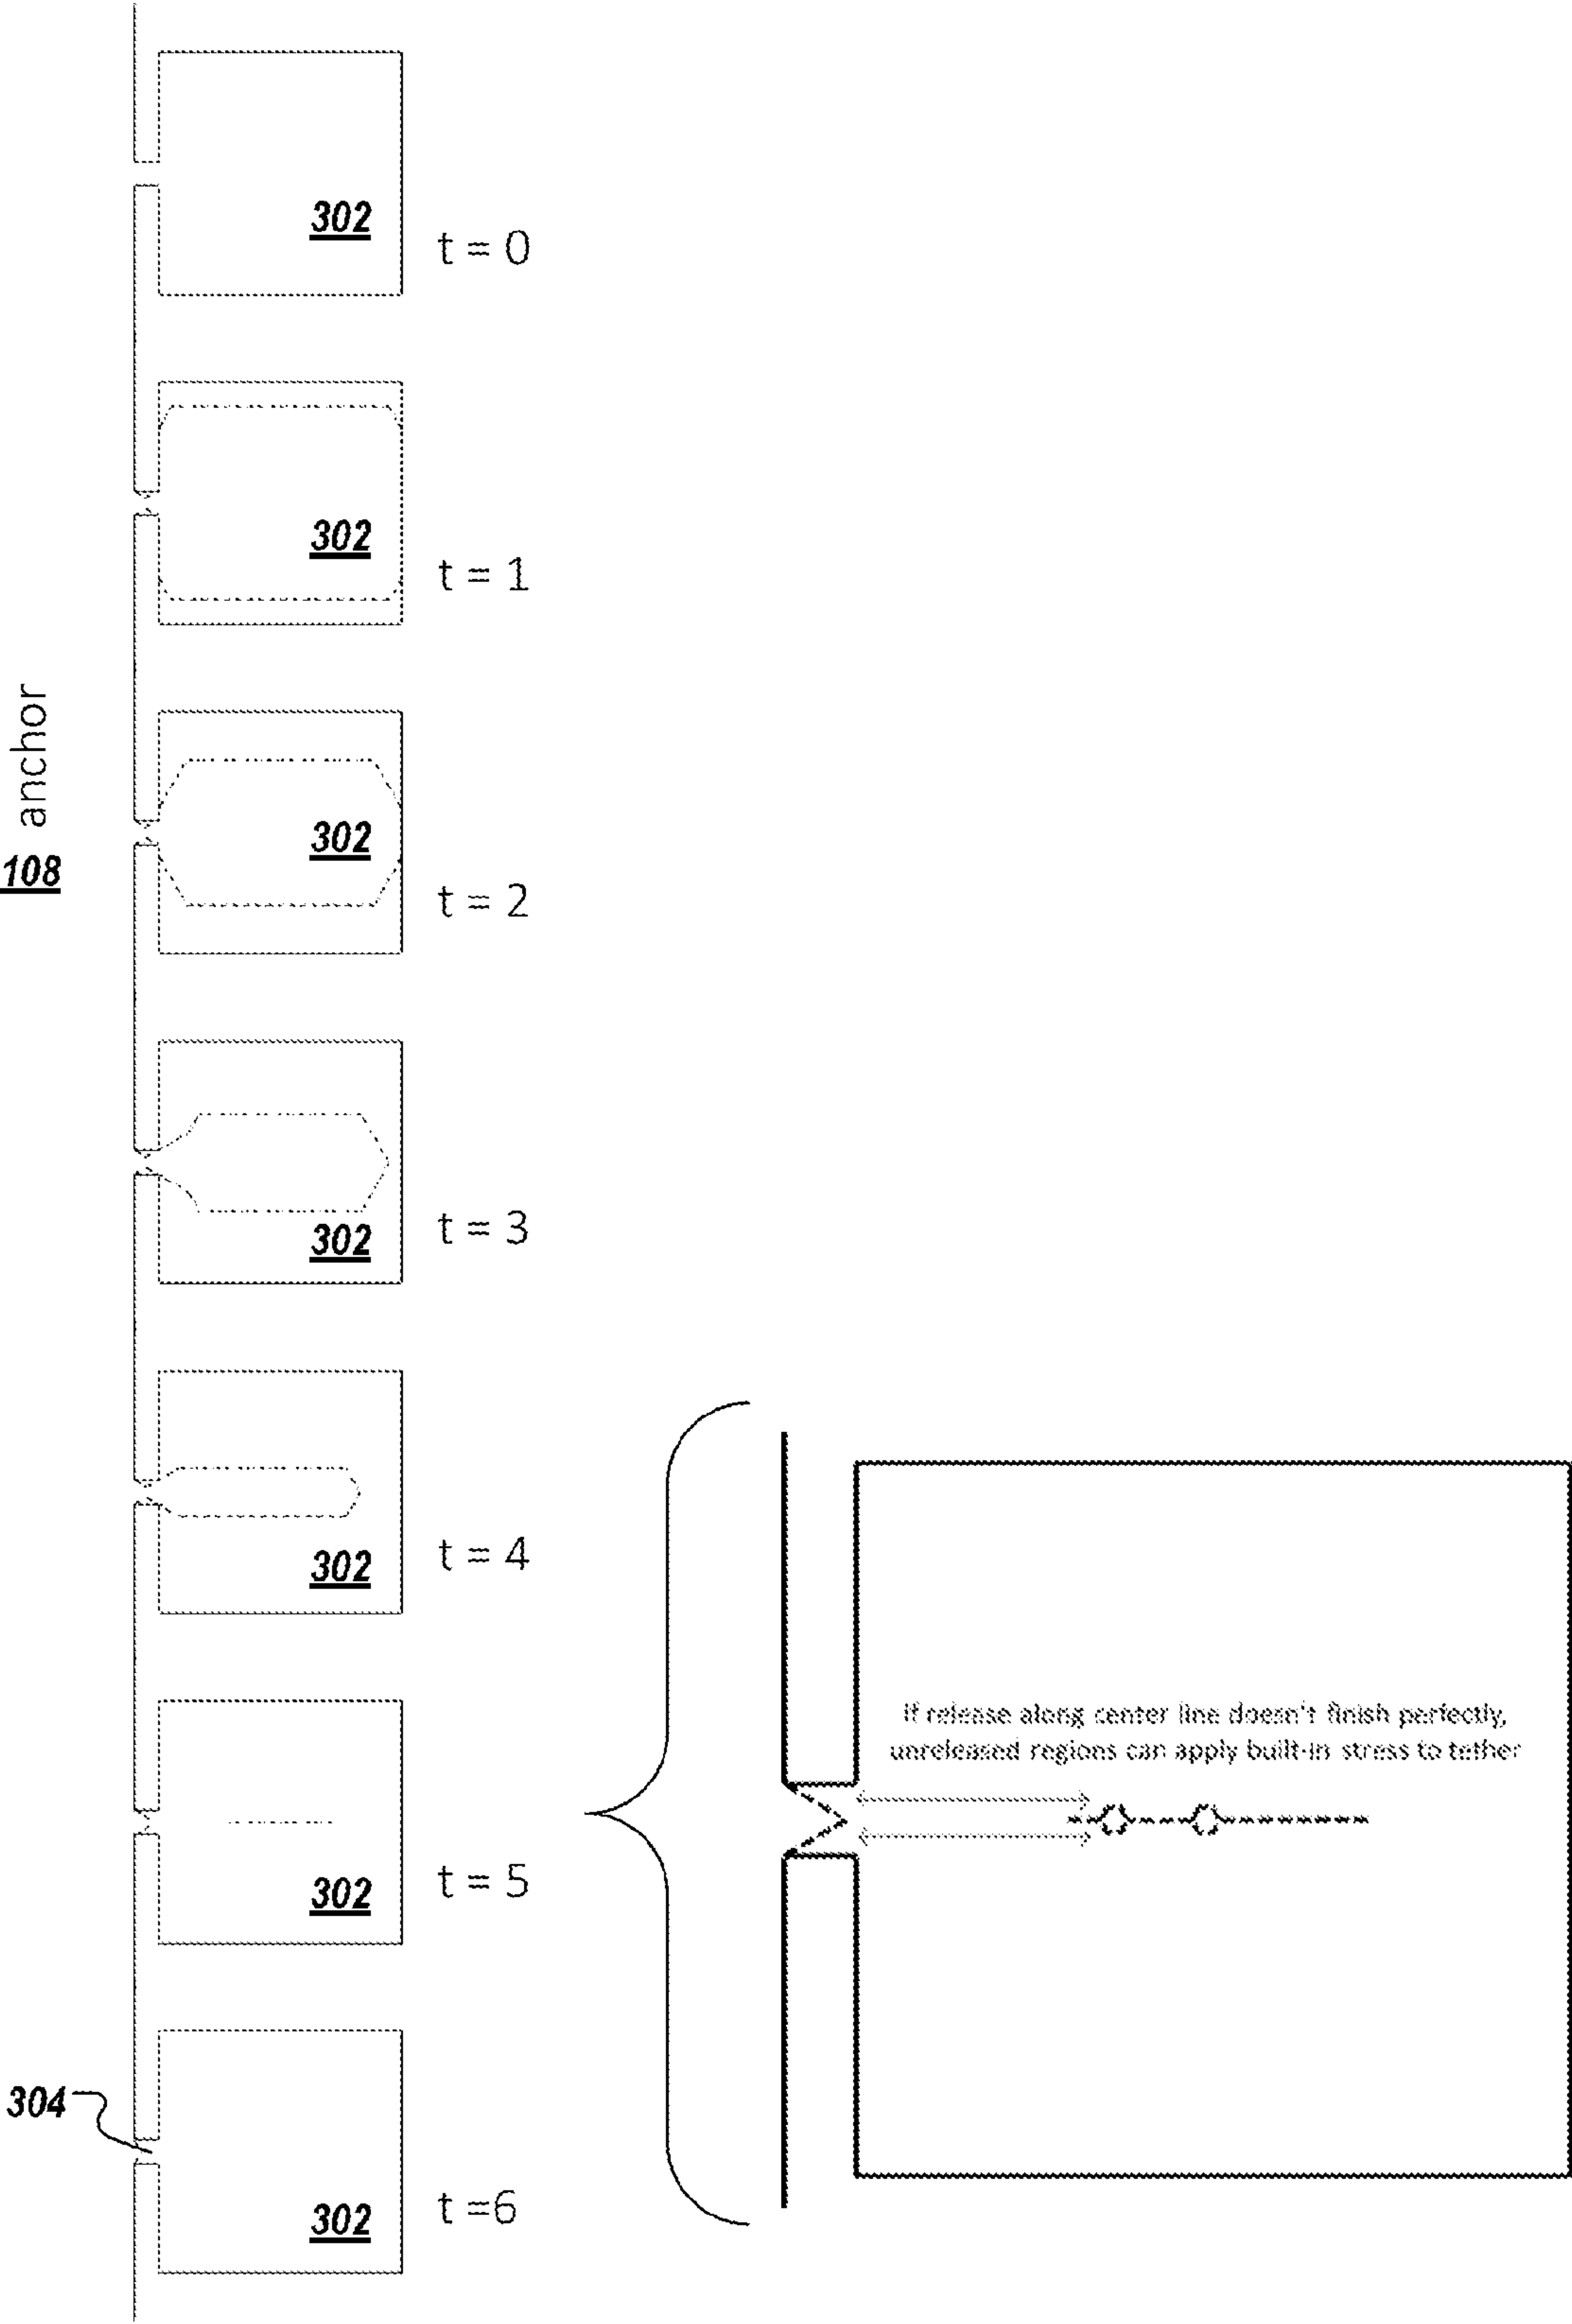 302
t = 0
302
t = 1
anchor
108
302
t = 2
302
t = 3
302
t = 4
If release along center line doesn't finish perfectly,
unreleased regions can apply built-in stress to tether
302
t = 5
304
302
t =6